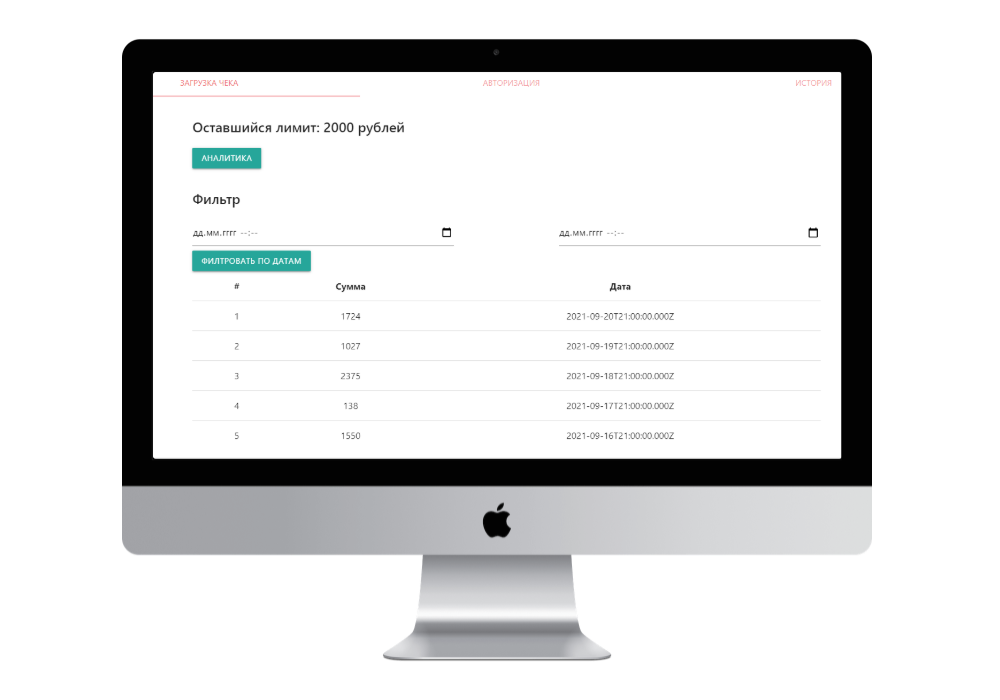 ЗАГРУЗКА ЧЕКА АВТОРИЗАЦИЯ ИСТОРИЯ
Оставшийся лимит: 2000 рублей
АНАЛИТИКА
Фильтр
дд.мм.гггг --:-- дд.мм.гггг --:--
ФИЛТРОВАТЬ ПО ДАТАМ
# Сумма Дата
1 1724 2021-09-20T21:00:00.000Z
2 1027 2021-09-19T21:00:00.000Z
3 2375 2021-09-18T21:00:00.000Z
4 138 2021-09-17T21:00:00.000Z
5 1550 2021-09-16T21:00:00.000Z